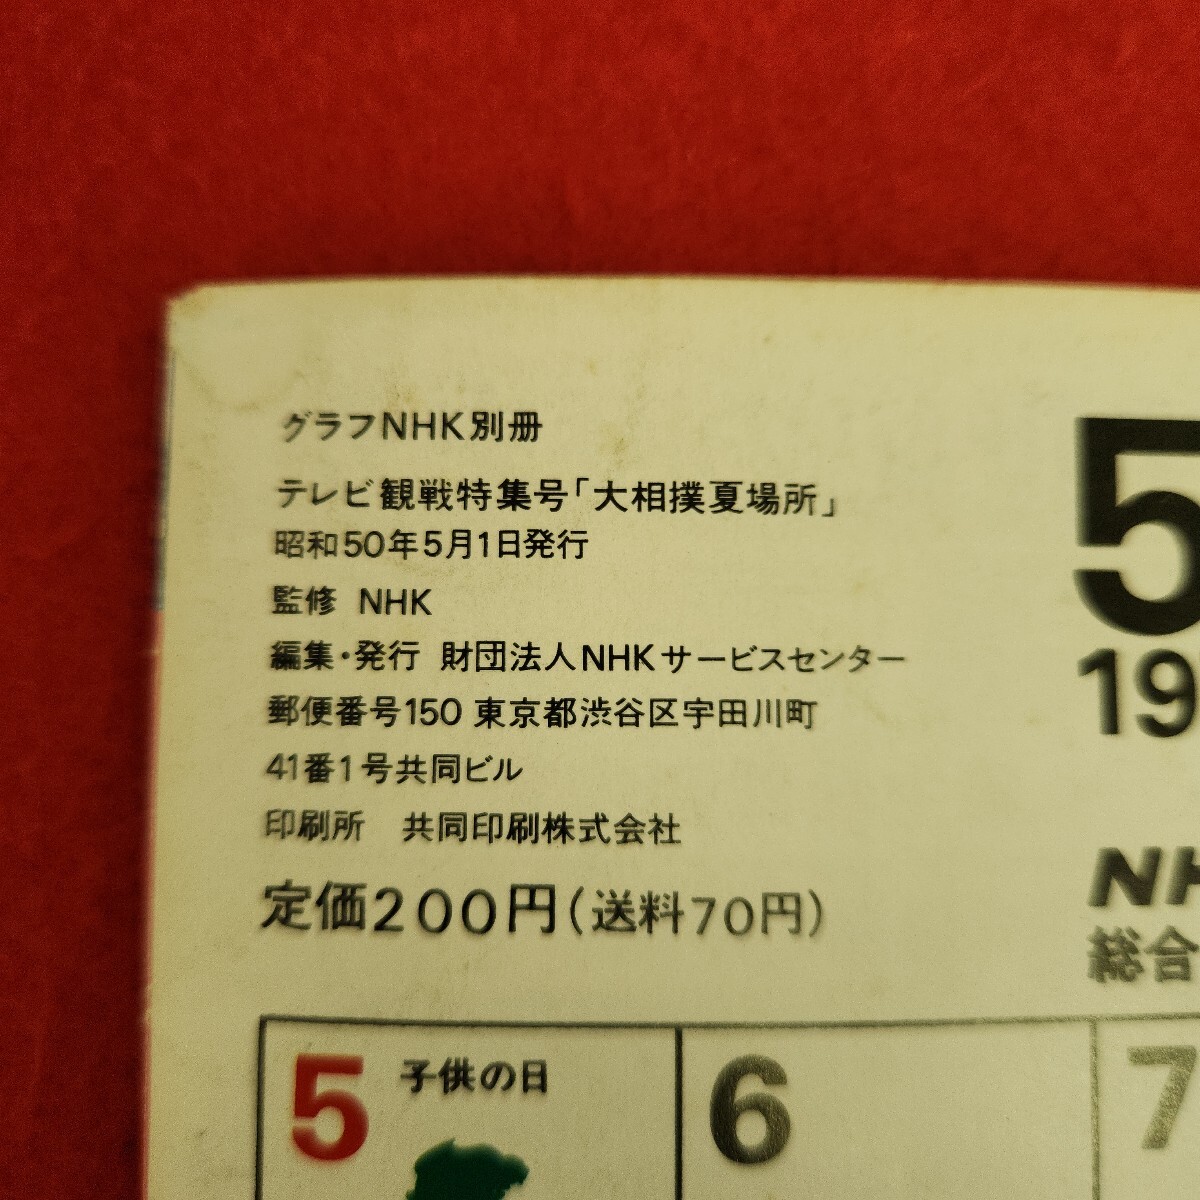 グラフNHK別冊
テレビ観戦特集号「大相撲夏場所」
昭和50年5月1日発行
監修 NHK
編集・発行 財団法人NHKサービスセンター
郵便番号150 東京都渋谷区宇田川町
41番1号共同ビル
印刷所 共同印刷株式会社
定価200円(送料70円)
5
19
NH
総合
5 子供の日
6
7